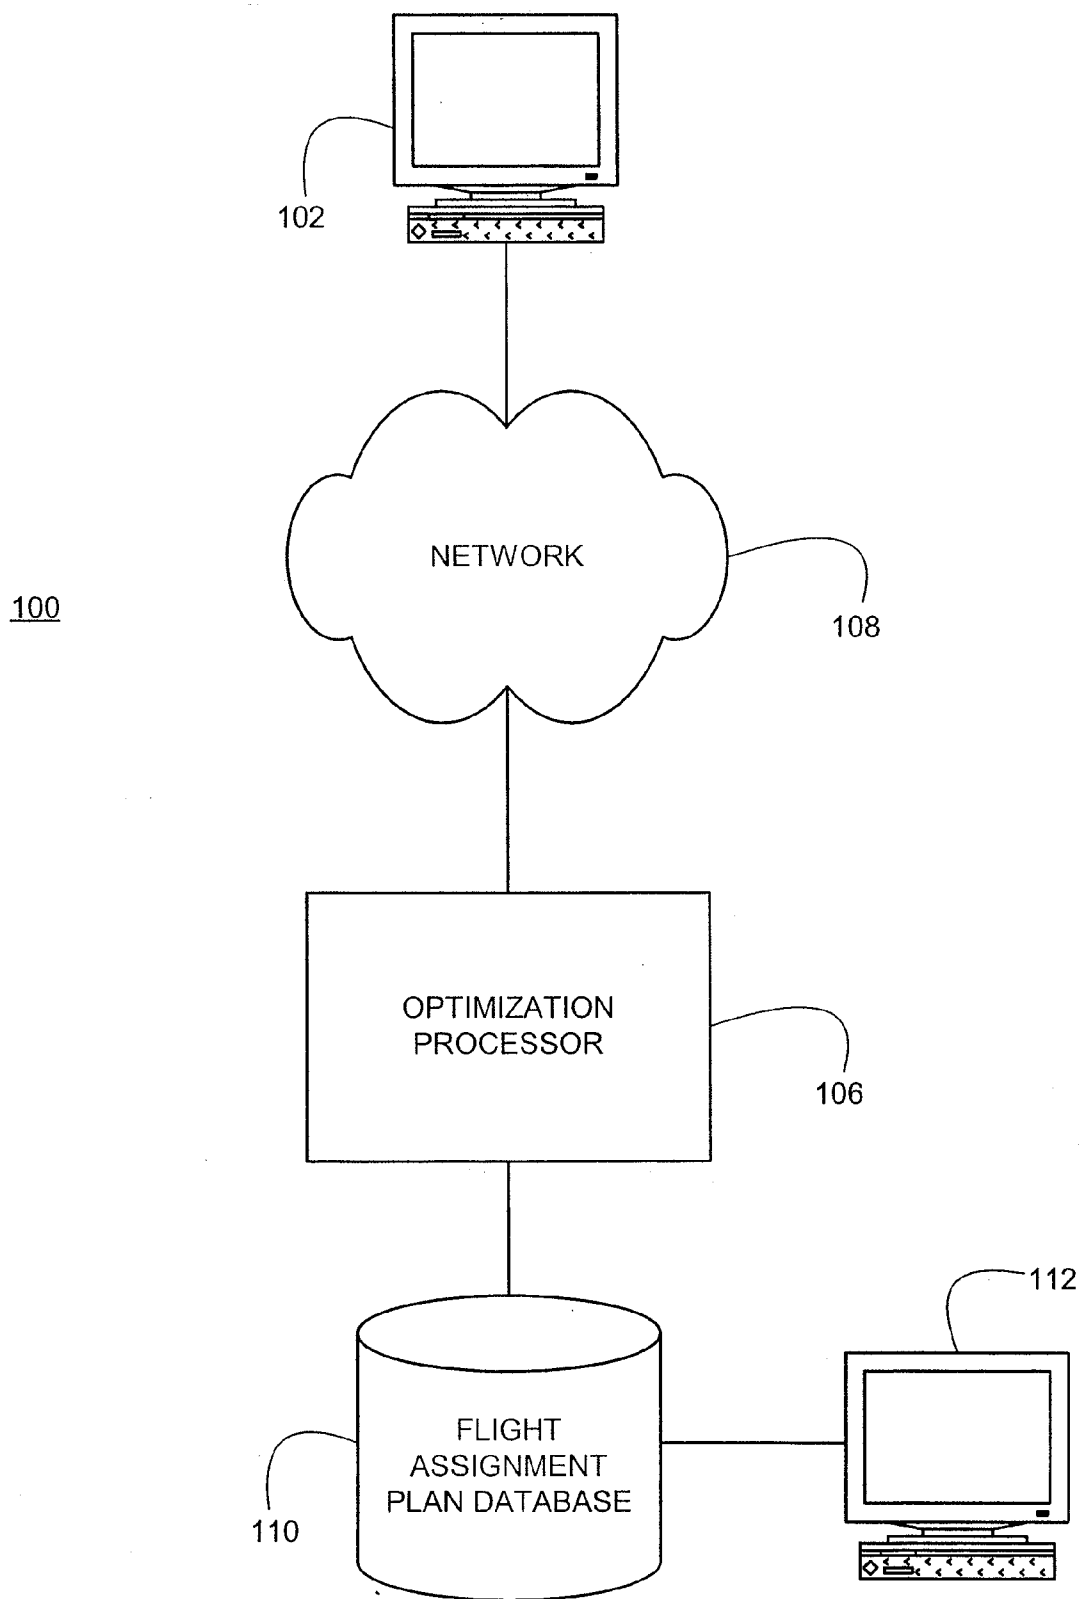 102
NETWORK
100
108
OPTIMIZATION
PROCESSOR
106
112
FLIGHT
ASSIGNMENT
PLAN DATABASE
110